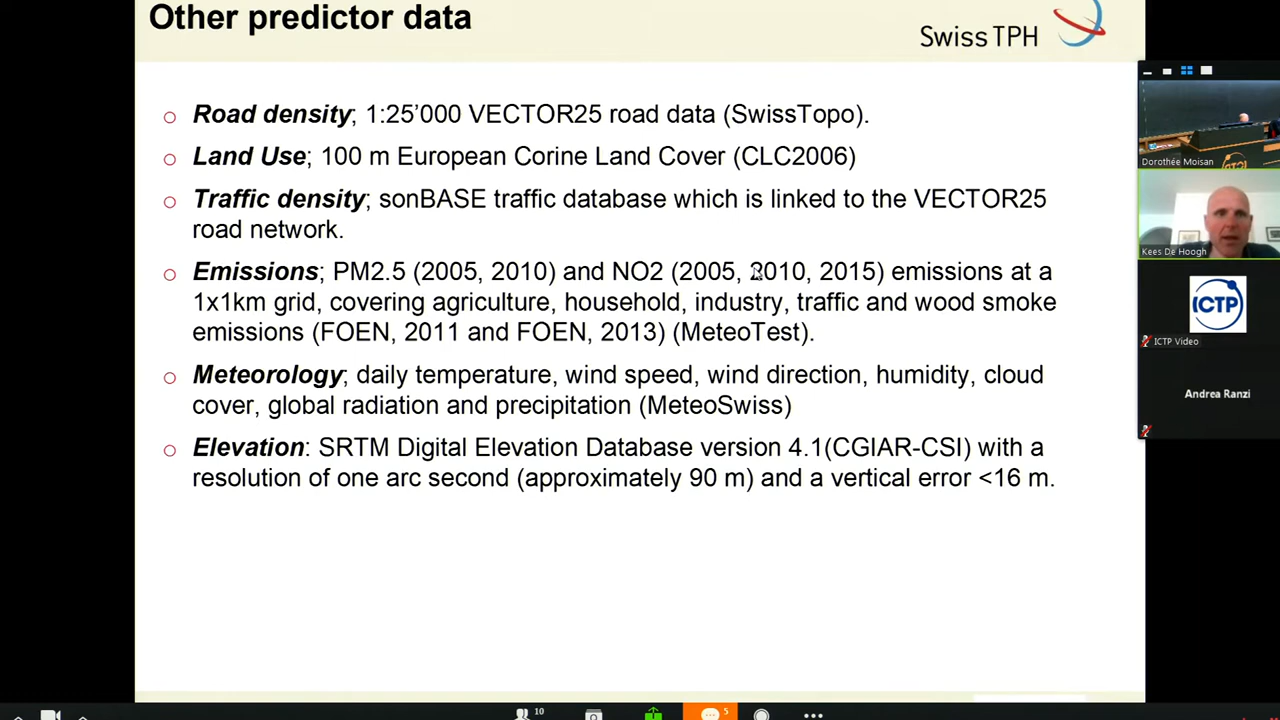 Other predictor data
Swiss TPH
Road density; 1:25'000 VECTOR25 road data (SwissTopo).
Land Use; 100 m European Corine Land Cover (CLC2006)
Traffic density; sonBASE traffic database which is linked to the VECTOR25
road network.
Emissions; PM2.5 (2005, 2010) and NO2 (2005, 2010, 2015) emissions at a
1x1km grid, covering agriculture, household, industry, traffic and wood smoke
emissions (FOEN, 2011 and FOEN, 2013) (MeteoTest).
Meteorology; daily temperature, wind speed, wind direction, humidity, cloud
cover, global radiation and precipitation (MeteoSwiss)
Elevation: SRTM Digital Elevation Database version 4.1(CGIAR-CSI) with a
resolution of one arc second (approximately 90 m) and a vertical error <16 m.
Dorothée Moisan
Kees De Hoogh
ICTP
ICTP Video
Andrea Ranzi
10
5